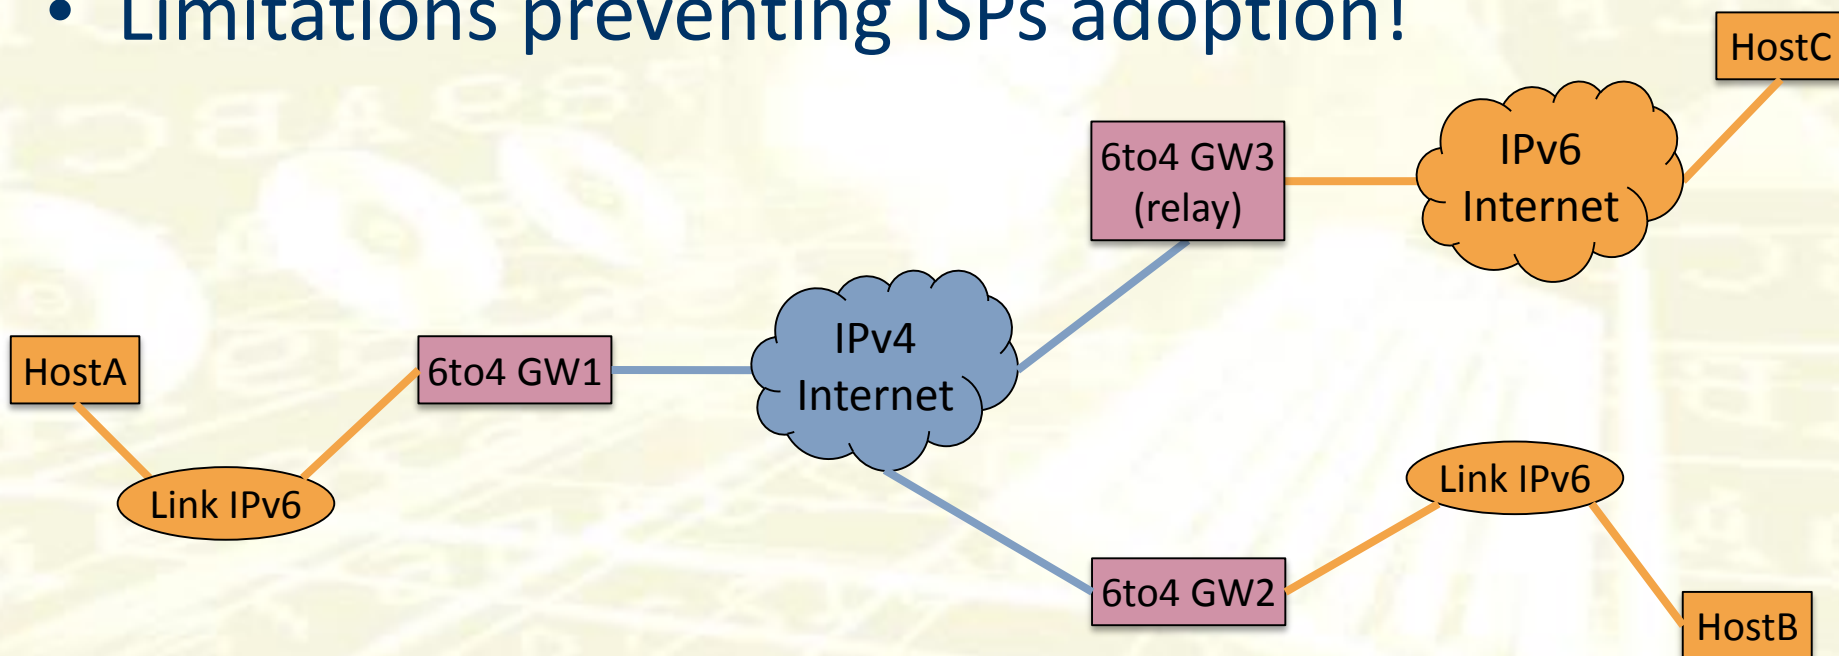 • Limitations preventing ISPs adoption!
HostC
6to4 GW3
(relay)
IPv6
Internet
IPv4
Internet
HostA
6to4 GW1
Link IPv6
Link IPv6
6to4 GW2
HostB